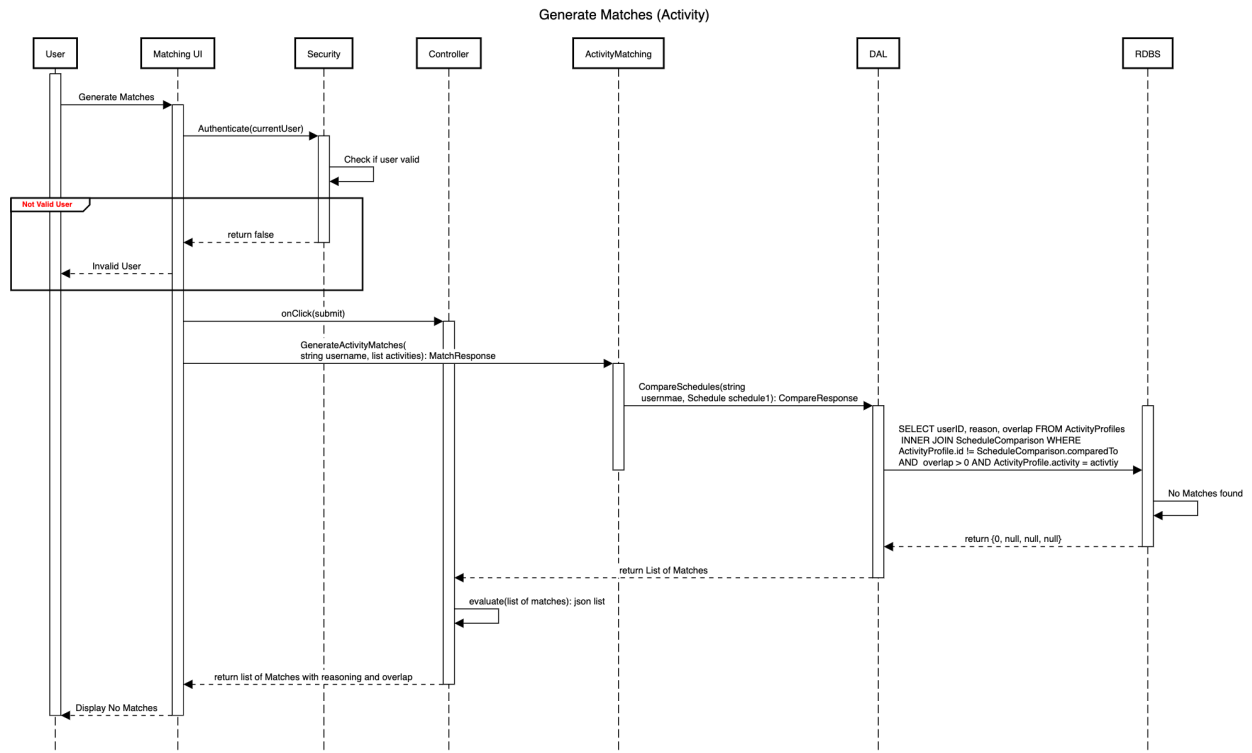 Generate Matches (Activity)
User
Matching UI
Security
Controller
ActivityMatching
DAL
RDBS
Generate Matches
Authenticate(currentUser)
Check if user valid
Not Valid User
return false
Invalid User
onClick(submit)
GenerateActivityMatches(
string username, list activities): MatchResponse
CompareSchedules(string
usernmae, Schedule schedule1): CompareResponse
SELECT userID, reason, overlap FROM ActivityProfiles
INNER JOIN ScheduleComparison WHERE
ActivityProfile.id != ScheduleComparison.comparedTo
AND overlap > 0 AND ActivityProfile.activity = activtiy
No Matches found
return {0, null, null, null}
return List of Matches
evaluate(list of matches): json list
return list of Matches with reasoning and overlap
Display No Matches